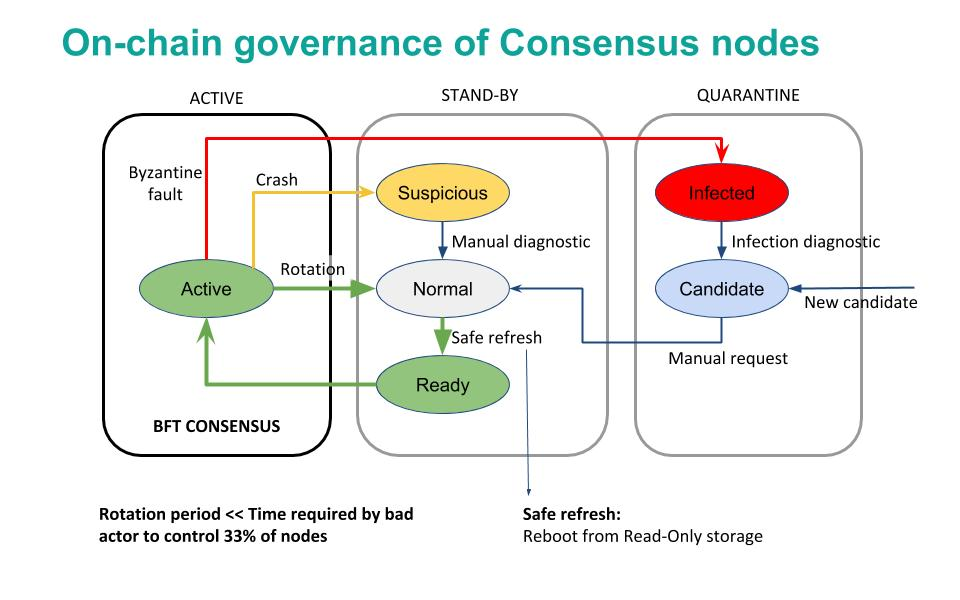 On-chain governance of Consensus nodes
ACTIVE
STAND-BY
QUARANTINE
Byzantine
fault
Crash
Suspicious
Infected
Manual diagnostic
Infection diagnostic
Rotation
Active
Normal
Candidate
New candidate
Safe refresh
Manual request
Ready
BFT CONSENSUS
Rotation period << Time required by bad
actor to control 33% of nodes
Safe refresh:
Reboot from Read-Only storage